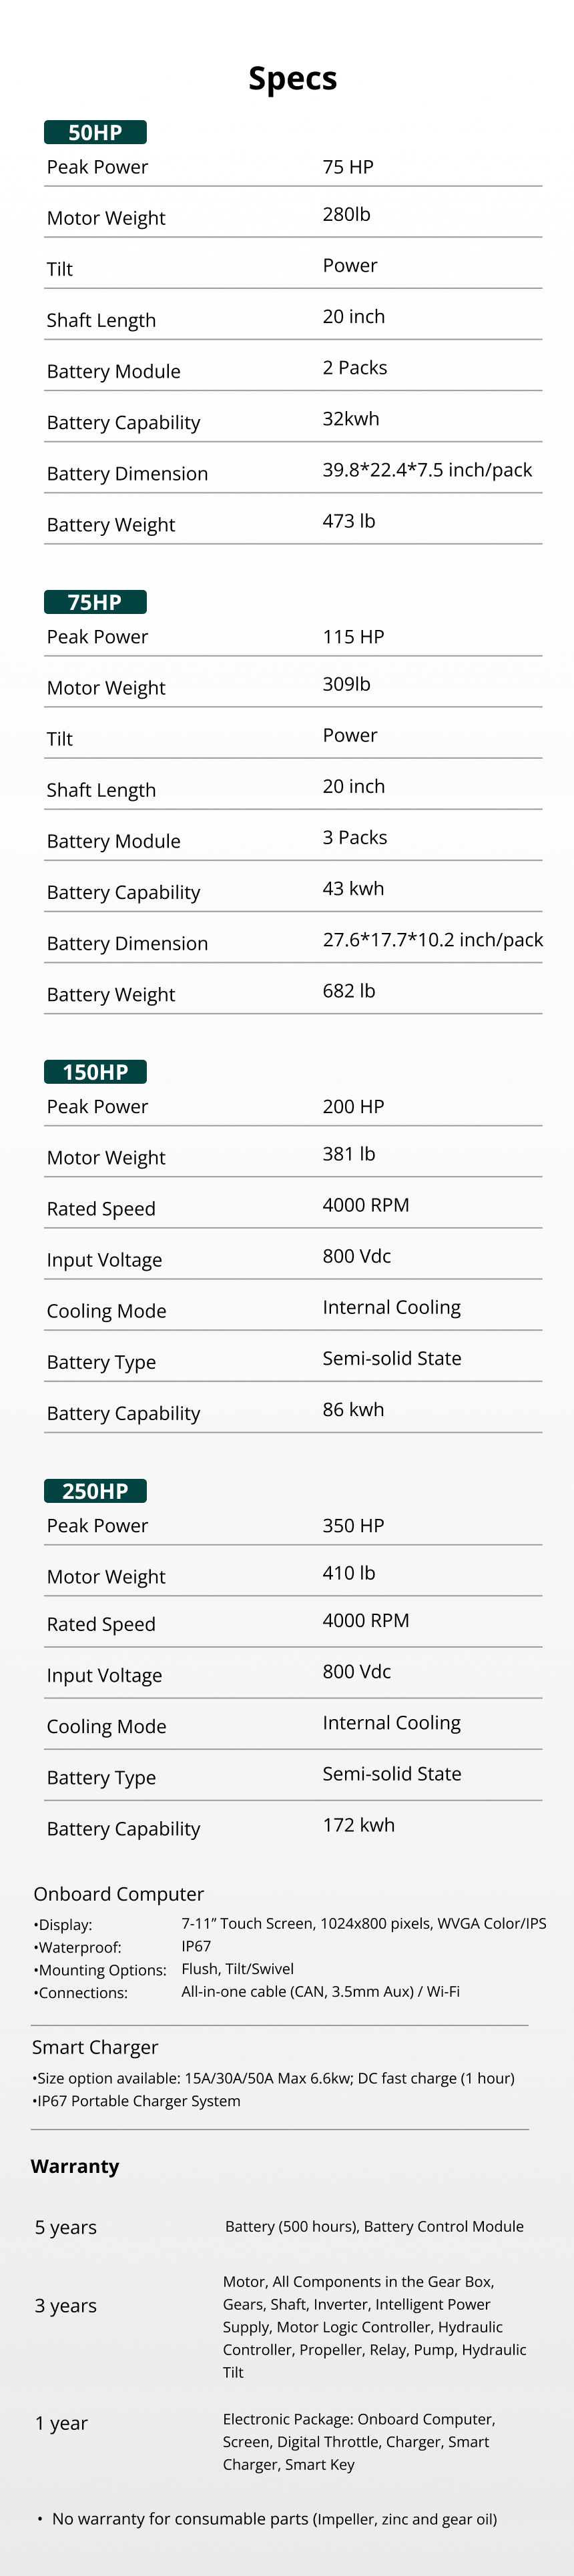 Specs
50HP
Peak Power 75 HP
Motor Weight 280lb
Tilt Power
Shaft Length 20 inch
Battery Module 2 Packs
Battery Capability 32kwh
Battery Dimension 39.8*22.4*7.5 inch/pack
Battery Weight 473 lb
75HP
Peak Power 115 HP
Motor Weight 309lb
Tilt Power
Shaft Length 20 inch
Battery Module 3 Packs
Battery Capability 43 kwh
Battery Dimension 27.6*17.7*10.2 inch/pack
Battery Weight 682 lb
150HP
Peak Power 200 HP
Motor Weight 381 lb
Rated Speed 4000 RPM
Input Voltage 800 Vdc
Cooling Mode Internal Cooling
Battery Type Semi-solid State
Battery Capability 86 kwh
250HP
Peak Power 350 HP
Motor Weight 410 lb
Rated Speed 4000 RPM
Input Voltage 800 Vdc
Cooling Mode Internal Cooling
Battery Type Semi-solid State
Battery Capability 172 kwh
Onboard Computer
•Display: 7-11” Touch Screen, 1024x800 pixels, WVGA Color/IPS
•Waterproof: IP67
•Mounting Options: Flush, Tilt/Swivel
•Connections: All-in-one cable (CAN, 3.5mm Aux) / Wi-Fi
Smart Charger
•Size option available: 15A/30A/50A Max 6.6kw; DC fast charge (1 hour)
•IP67 Portable Charger System
Warranty
5 years Battery (500 hours), Battery Control Module
3 years Motor, All Components in the Gear Box,
Gears, Shaft, Inverter, Intelligent Power
Supply, Motor Logic Controller, Hydraulic
Controller, Propeller, Relay, Pump, Hydraulic
Tilt
1 year Electronic Package: Onboard Computer,
Screen, Digital Throttle, Charger, Smart
Charger, Smart Key
• No warranty for consumable parts (Impeller, zinc and gear oil)